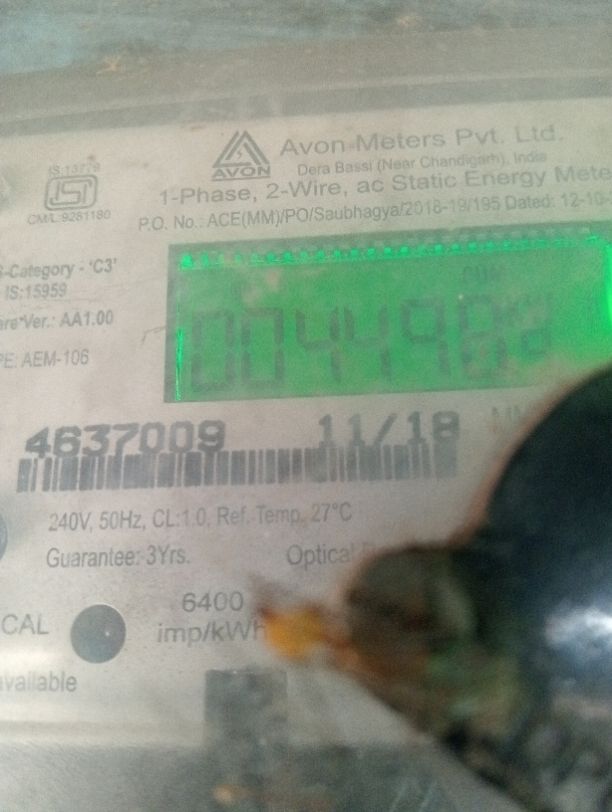 IS:13779
AVON
Avon Meters Pvt. Ltd.
Dera Bassi (Near Chandigarh), India
CM/L:9281180
1-Phase, 2-Wire, ac Static Energy Mete
P.O. No.: ACE(MM)/PO/Saubhagya/2018-19/195 Dated: 12-10-
-Category - 'C3'
IS:15959
are Ver.: AA1.00
PE: AEM-106
004498
4637009 11/18
240V, 50Hz, CL:1.0, Ref. Temp. 27°C
Guarantee: 3Yrs. Optical
6400
CAL imp/kWh
available